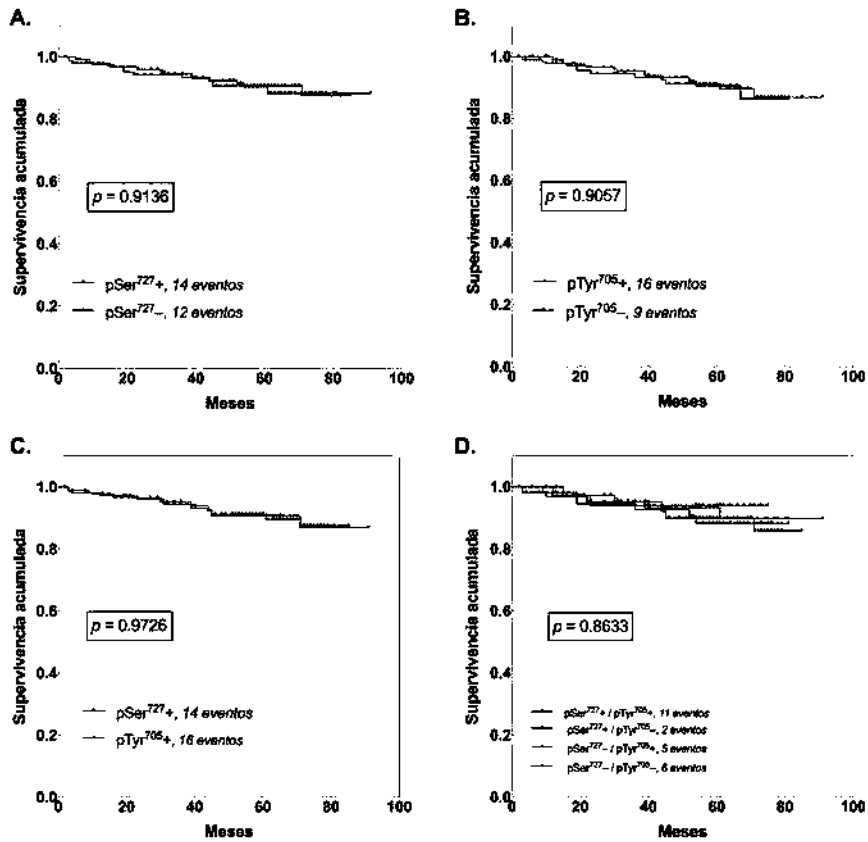 A.
Supervivencia acumulada
1.0
0.8
0.6
0.4
0.2
0.0
p = 0.9136
pSer727+, 14 eventos
pSer727–, 12 eventos
0 20 40 60 80 100
Meses
B.
Supervivencia acumulada
1.0
0.8
0.6
0.4
0.2
0.0
p = 0.9057
pTyr705+, 16 eventos
pTyr705–, 9 eventos
0 20 40 60 80 100
Meses
C.
Supervivencia acumulada
1.0
0.8
0.6
0.4
0.2
0.0
p = 0.9726
pSer727+, 14 eventos
pTyr705+, 16 eventos
0 20 40 60 80 100
Meses
D.
Supervivencia acumulada
1.0
0.8
0.6
0.4
0.2
0.0
p = 0.8633
pSer727+ / pTyr705+, 11 eventos
pSer727+ / pTyr705–, 2 eventos
pSer727– / pTyr705+, 5 eventos
pSer727– / pTyr705–, 6 eventos
0 20 40 60 80 100
Meses